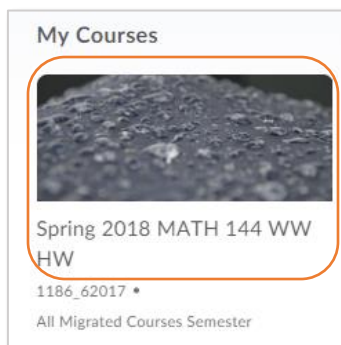 My Courses
Spring 2018 MATH 144 WW
HW
1186_62017 •
All Migrated Courses Semester